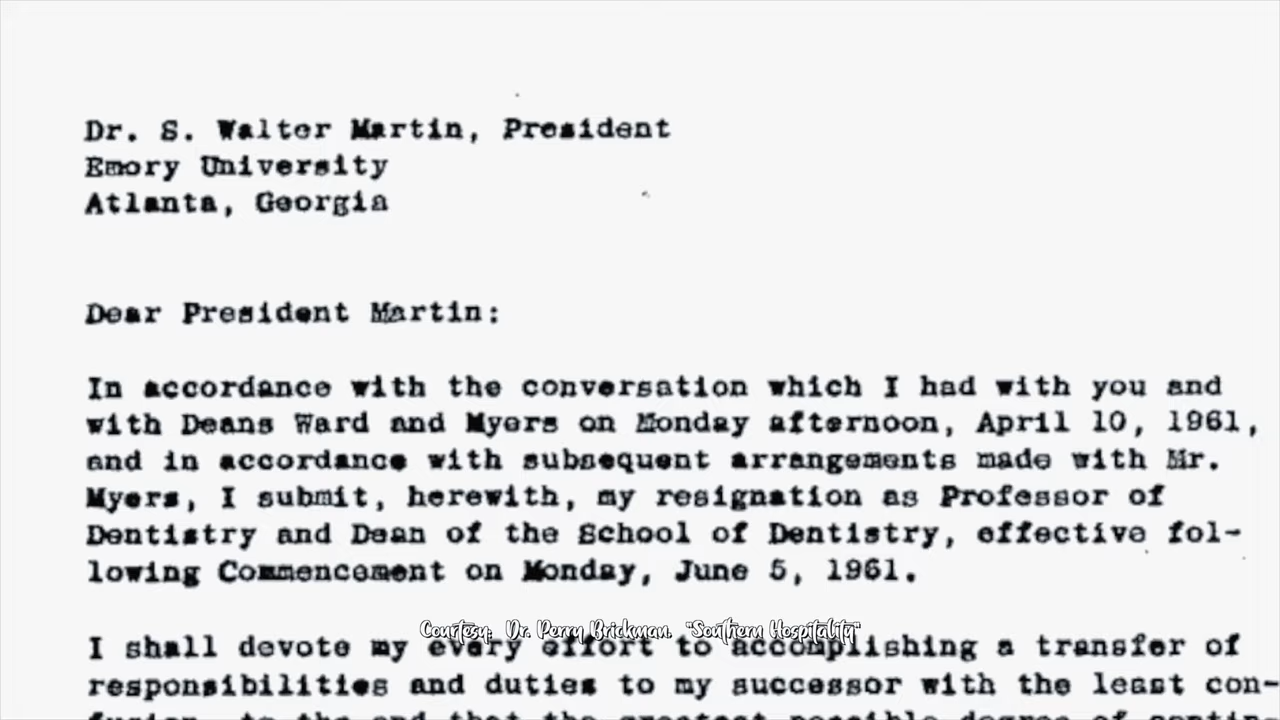 Dr. S. Walter Martin, President
Emory University
Atlanta, Georgia
Dear President Martin:
In accordance with the conversation which I had with you and
with Deans Ward and Myers on Monday afternoon, April 10, 1961,
and in accordance with subsequent arrangements made with Mr.
Myers, I submit, herewith, my resignation as Professor of
Dentistry and Dean of the School of Dentistry, effective fol-
lowing Commencement on Monday, June 5, 1961.
Courtesy: Dr. Perry Brickman. "Southern Hospitality"
I shall devote my every effort to accomplishing a transfer of
responsibilities and duties to my successor with the least con-